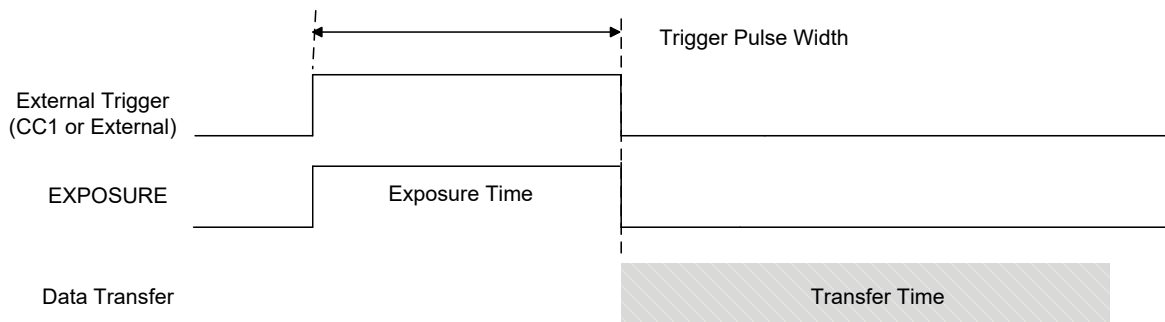 Trigger Pulse Width
External Trigger
(CC1 or External)
EXPOSURE
Exposure Time
Data Transfer
Transfer Time